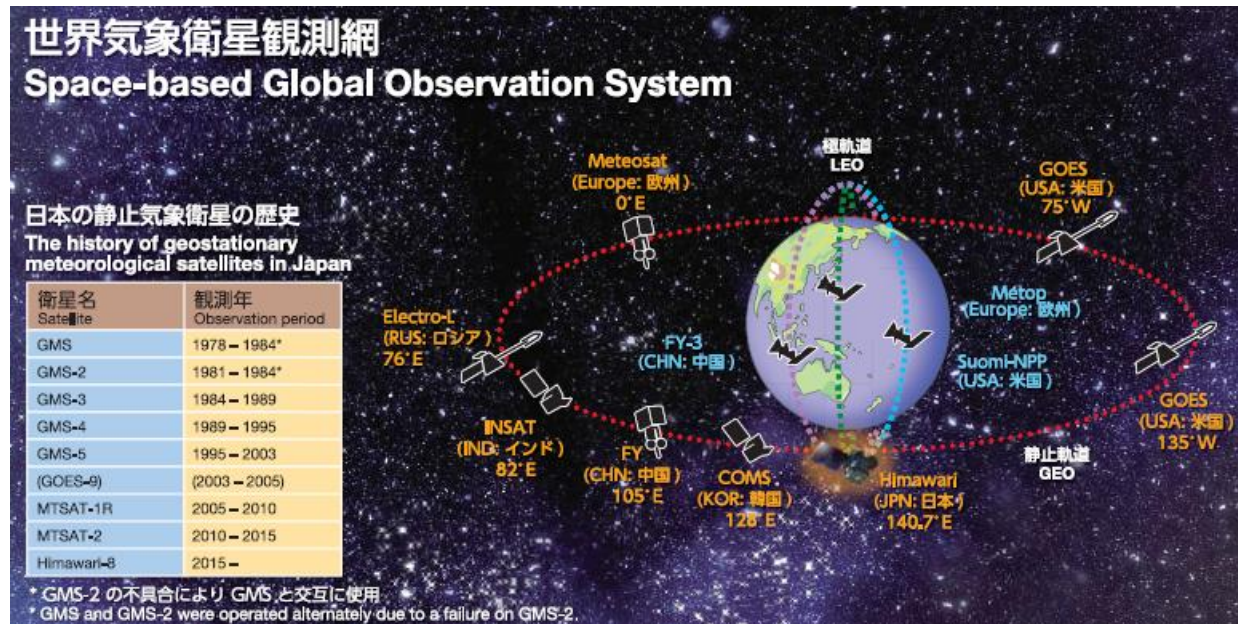 世界気象衛星観測網
Space-based Global Observation System
日本の静止気象衛星の歴史
The history of geostationary
meteorological satellites in Japan
衛星名 観測年
Satellite Observation period
GMS 1978 – 1984*
GMS-2 1981 – 1984*
GMS-3 1984 – 1989
GMS-4 1989 – 1995
GMS-5 1995 – 2003
(GOES-9) (2003 – 2005)
MTSAT-1R 2005 – 2010
MTSAT-2 2010 – 2015
Himawari-8 2015 –
* GMS-2 の不具合により GMS と交互に使用
* GMS and GMS-2 were operated alternately due to a failure on GMS-2.
極軌道
LEO
Meteosat
(Europe: 欧州)
0°E
GOES
(USA: 米国)
75°W
Electro-L
(RUS: ロシア)
76°E
FY-3
(CHN: 中国)
Metop
(Europe: 欧州)
Suomi-NPP
(USA: 米国)
GOES
(USA: 米国)
135°W
INSAT
(IND: インド)
82°E
FY
(CHN: 中国)
105°E
COMS
(KOR: 韓国)
128°E
Himawari
(JPN: 日本)
140.7°E
静止軌道
GEO